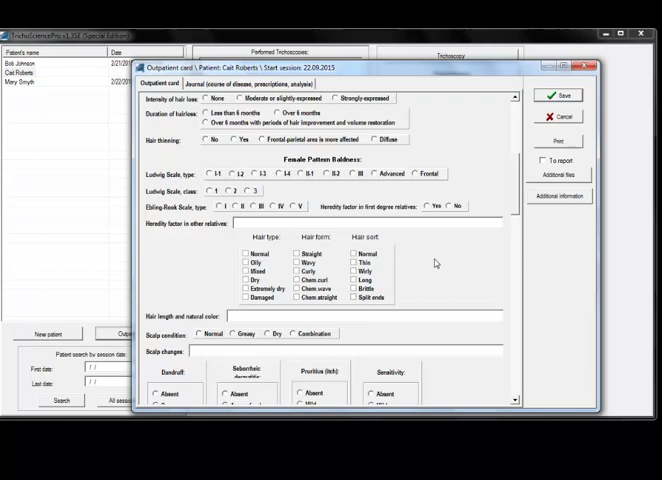 TrichoSciencePro v1.3SE (Special Edition)
Patient's name Date Performed Trichoscopies: Trichoscopy
Bob Johnson 2/21/201
Cait Roberts
Mary Smyth 2/22/201
Outpatient card \ Patient: Cait Roberts \ Start session: 22.09.2015
Outpatient card Journal (course of disease, prescriptions, analysis)
Intensity of hair loss: None Moderate or slightly-expressed Strongly-expressed
Duration of hairloss: Less than 6 months Over 6 months
Over 6 months with periods of hair improvement and volume restoration
Hair thinning: No Yes Frontal-parietal area is more affected Diffuse
Female Pattern Baldness:
Ludwig Scale, type: I-1 I-2 I-3 I-4 II-1 II-2 III Advanced Frontal
Ludwig Scale, class: 1 2 3
Ebling-Rook Scale, type: I II III IV V Heredity factor in first degree relatives: Yes No
Heredity factor in other relatives:
Hair type: Hair form: Hair sort:
Normal Straight Normal
Oily Wavy Thin
Mixed Curly Wirly
Dry Chem.curl Long
Extremely dry Chem.wave Brittle
Damaged Chem.straight Split ends
Hair length and natural color:
Scalp condition: Normal Greasy Dry Combination
Scalp changes:
Dandruff: Seborrheic Pruritius (itch): Sensitivity:
Absent Absent Absent Absent
Save
Cancel
Print
To report
Additional files
Additional information
New patient Outpa
Patient search by session date:
First date: / /
Last date: / /
Search All sessi